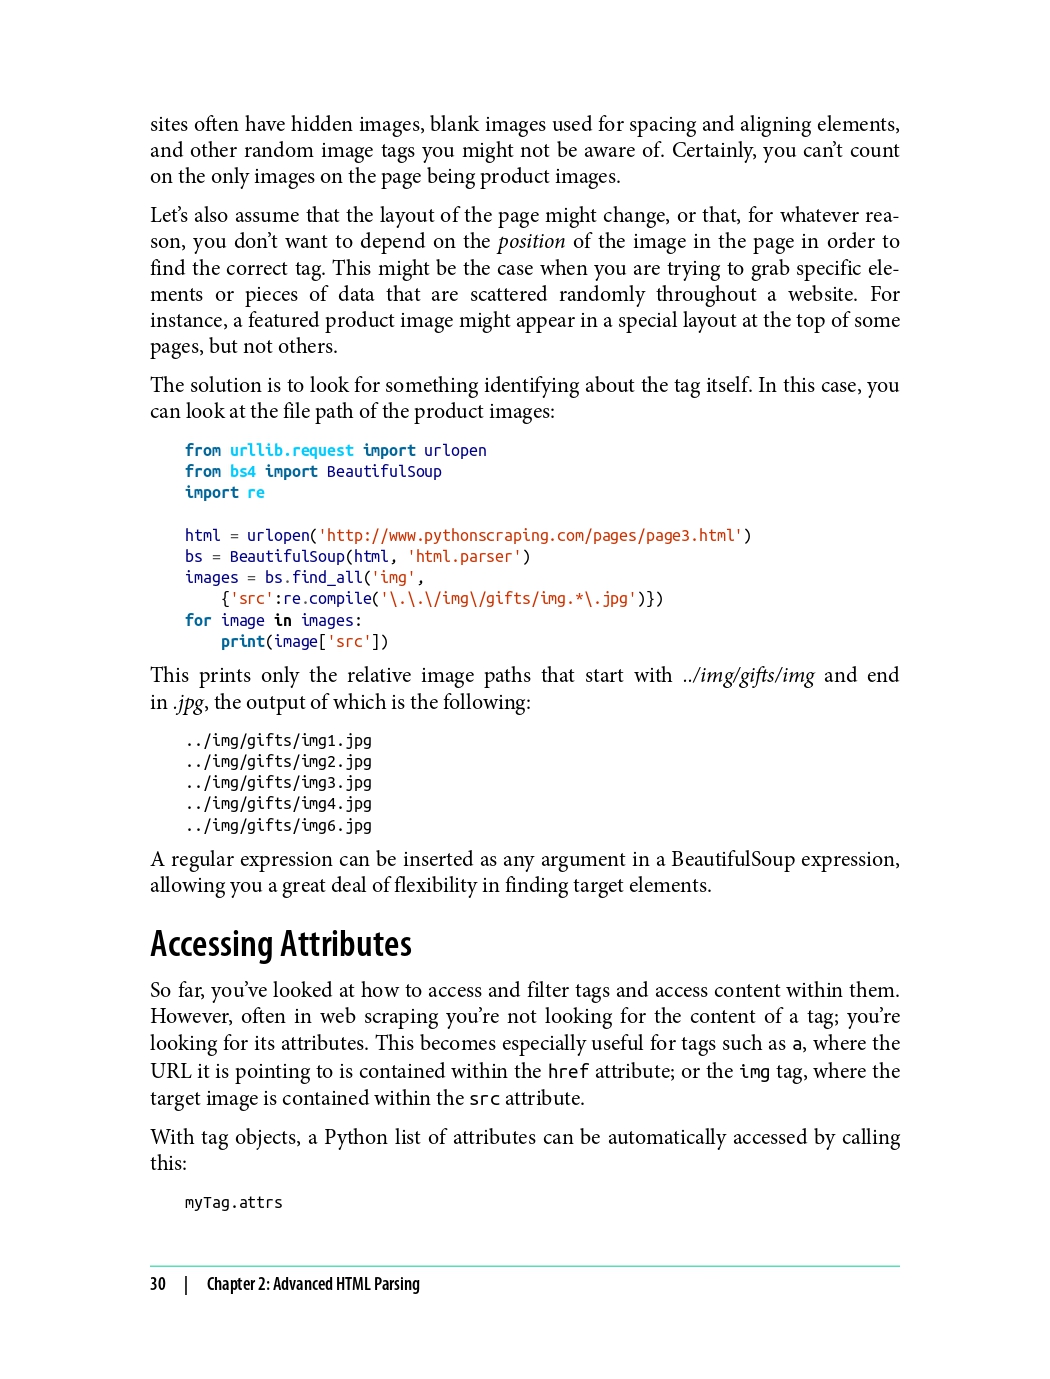 sites often have hidden images, blank images used for spacing and aligning elements,
and other random image tags you might not be aware of. Certainly, you can’t count
on the only images on the page being product images.
Let’s also assume that the layout of the page might change, or that, for whatever rea-
son, you don’t want to depend on the position of the image in the page in order to
find the correct tag. This might be the case when you are trying to grab specific ele-
ments or pieces of data that are scattered randomly throughout a website. For
instance, a featured product image might appear in a special layout at the top of some
pages, but not others.
The solution is to look for something identifying about the tag itself. In this case, you
can look at the file path of the product images:
from urllib.request import urlopen
from bs4 import BeautifulSoup
import re
html = urlopen('http://www.pythonscraping.com/pages/page3.html')
bs = BeautifulSoup(html, 'html.parser')
images = bs.find_all('img',
    {'src':re.compile('\.\.\/img\/gifts/img.*\.jpg')})
for image in images:
    print(image['src'])
This prints only the relative image paths that start with ../img/gifts/img and end
in .jpg, the output of which is the following:
../img/gifts/img1.jpg
../img/gifts/img2.jpg
../img/gifts/img3.jpg
../img/gifts/img4.jpg
../img/gifts/img6.jpg
A regular expression can be inserted as any argument in a BeautifulSoup expression,
allowing you a great deal of flexibility in finding target elements.
Accessing Attributes
So far, you’ve looked at how to access and filter tags and access content within them.
However, often in web scraping you’re not looking for the content of a tag; you’re
looking for its attributes. This becomes especially useful for tags such as a, where the
URL it is pointing to is contained within the href attribute; or the img tag, where the
target image is contained within the src attribute.
With tag objects, a Python list of attributes can be automatically accessed by calling
this:
myTag.attrs
30 | Chapter 2: Advanced HTML Parsing